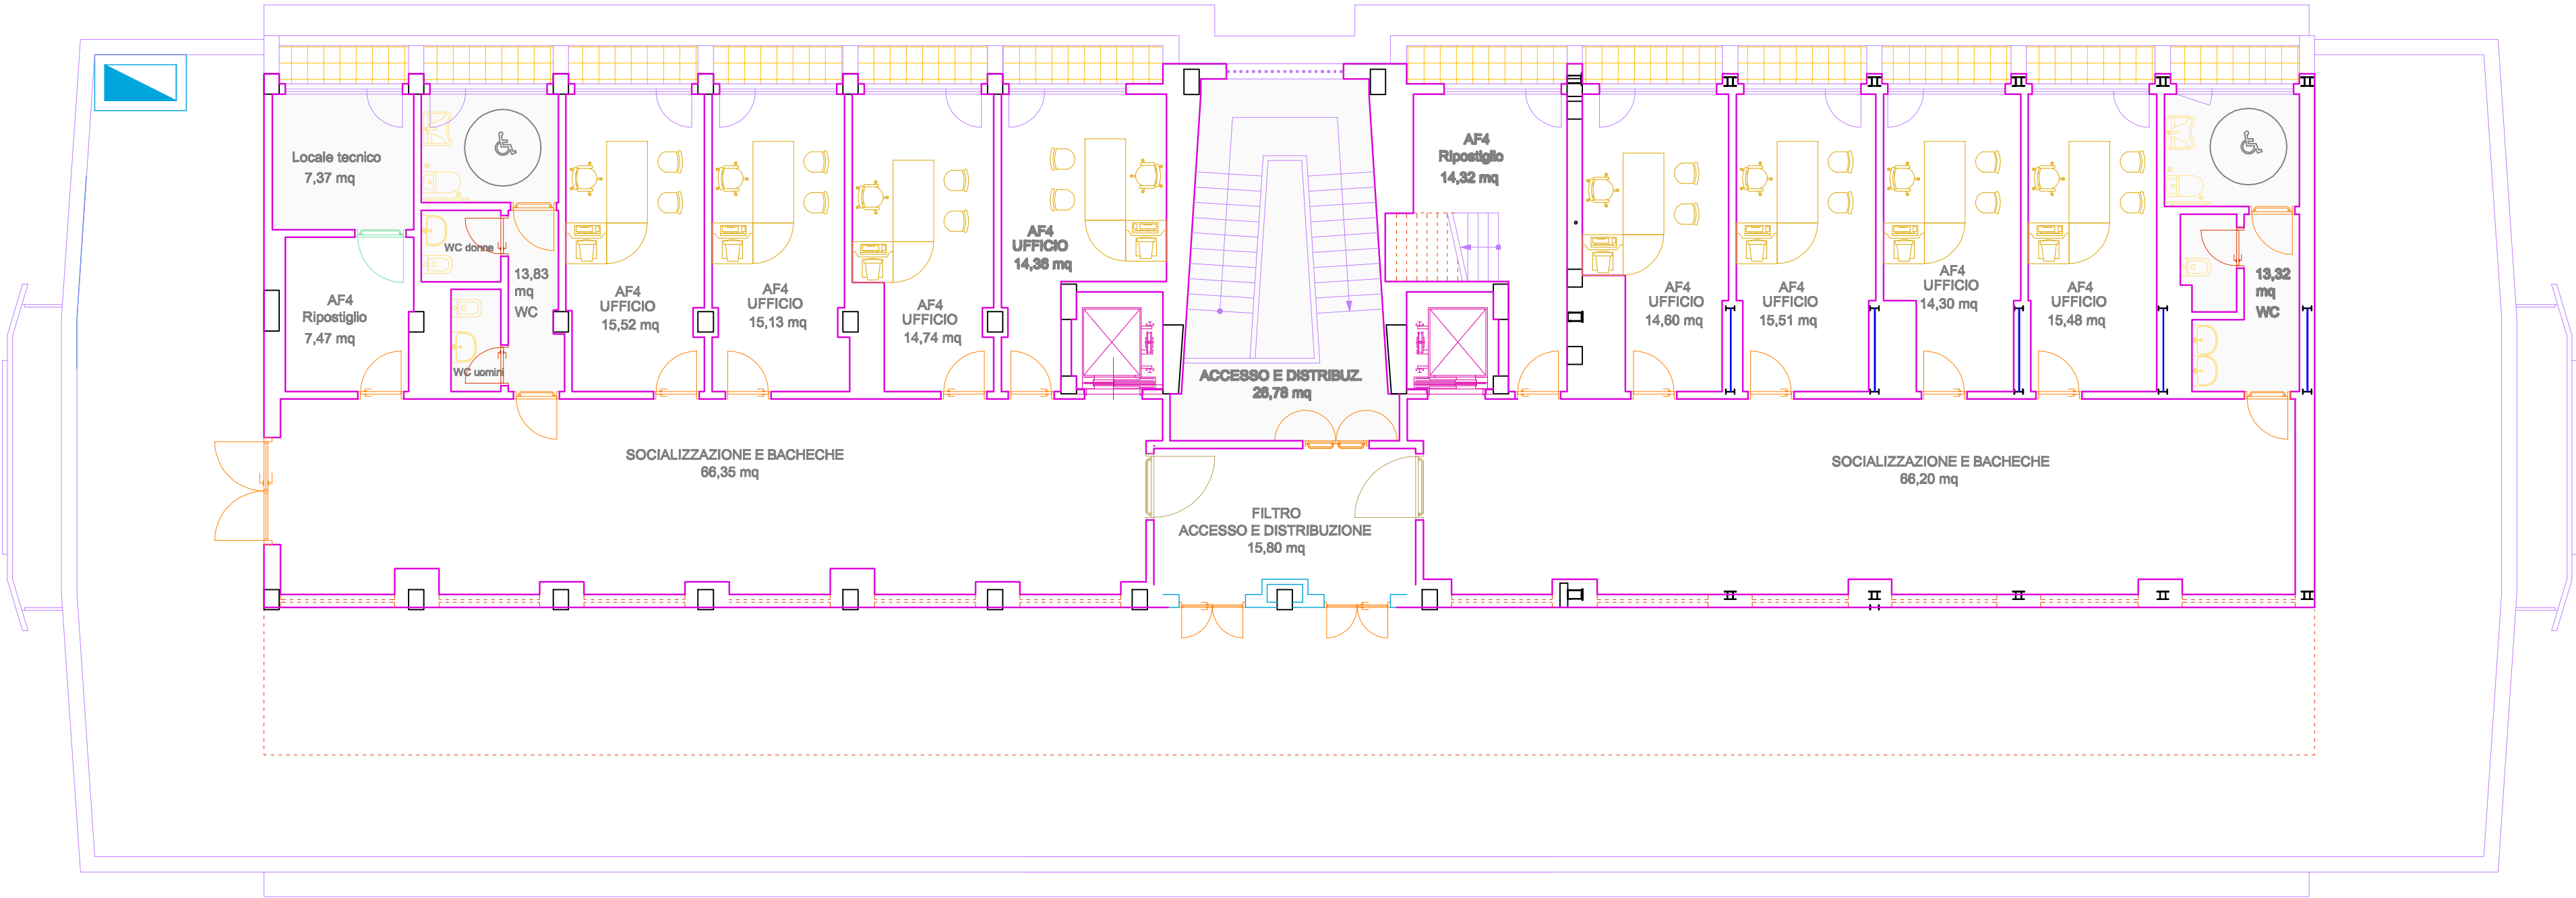 Locale tecnico
7,37 mq
AF4
Ripostiglio
7,47 mq
WC donne
WC uomini
13,83
mq
WC
AF4
UFFICIO
15,52 mq
AF4
UFFICIO
15,13 mq
AF4
UFFICIO
14,74 mq
AF4
UFFICIO
14,36 mq
ACCESSO E DISTRIBUZ.
26,78 mq
AF4
Ripostiglio
14,32 mq
AF4
UFFICIO
14,60 mq
AF4
UFFICIO
15,51 mq
AF4
UFFICIO
14,30 mq
AF4
UFFICIO
15,48 mq
13,32
mq
WC
SOCIALIZZAZIONE E BACHECHE
66,35 mq
FILTRO
ACCESSO E DISTRIBUZIONE
15,80 mq
SOCIALIZZAZIONE E BACHECHE
66,20 mq